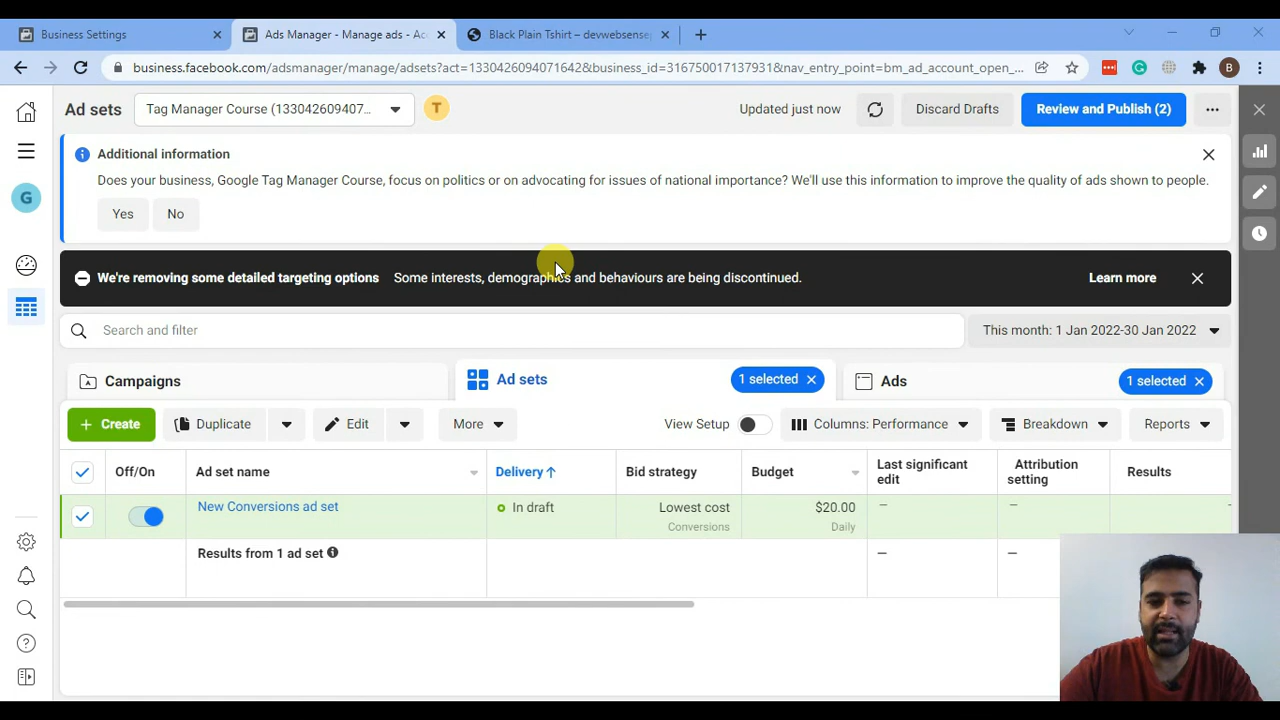 Business Settings
Ads Manager - Manage ads - Acc
Black Plain Tshirt – devwebsensep
business.facebook.com/adsmanager/manage/adsets?act=1330426094071642&business_id=316750017137931&nav_entry_point=bm_ad_account_open_...
B
Ad sets
Tag Manager Course (133042609407...
T
Updated just now
Discard Drafts
Review and Publish (2)
G
Additional information
Does your business, Google Tag Manager Course, focus on politics or on advocating for issues of national importance? We'll use this information to improve the quality of ads shown to people.
Yes
No
We're removing some detailed targeting options
Some interests, demographics and behaviours are being discontinued.
Learn more
Search and filter
This month: 1 Jan 2022-30 Jan 2022
Campaigns
Ad sets
1 selected
Ads
1 selected
+ Create
Duplicate
Edit
More
View Setup
Columns: Performance
Breakdown
Reports
Off/On
Ad set name
Delivery ↑
Bid strategy
Budget
Last significant edit
Attribution setting
Results
New Conversions ad set
In draft
Lowest cost
Conversions
$20.00
Daily
—
—
Results from 1 ad set
—
—